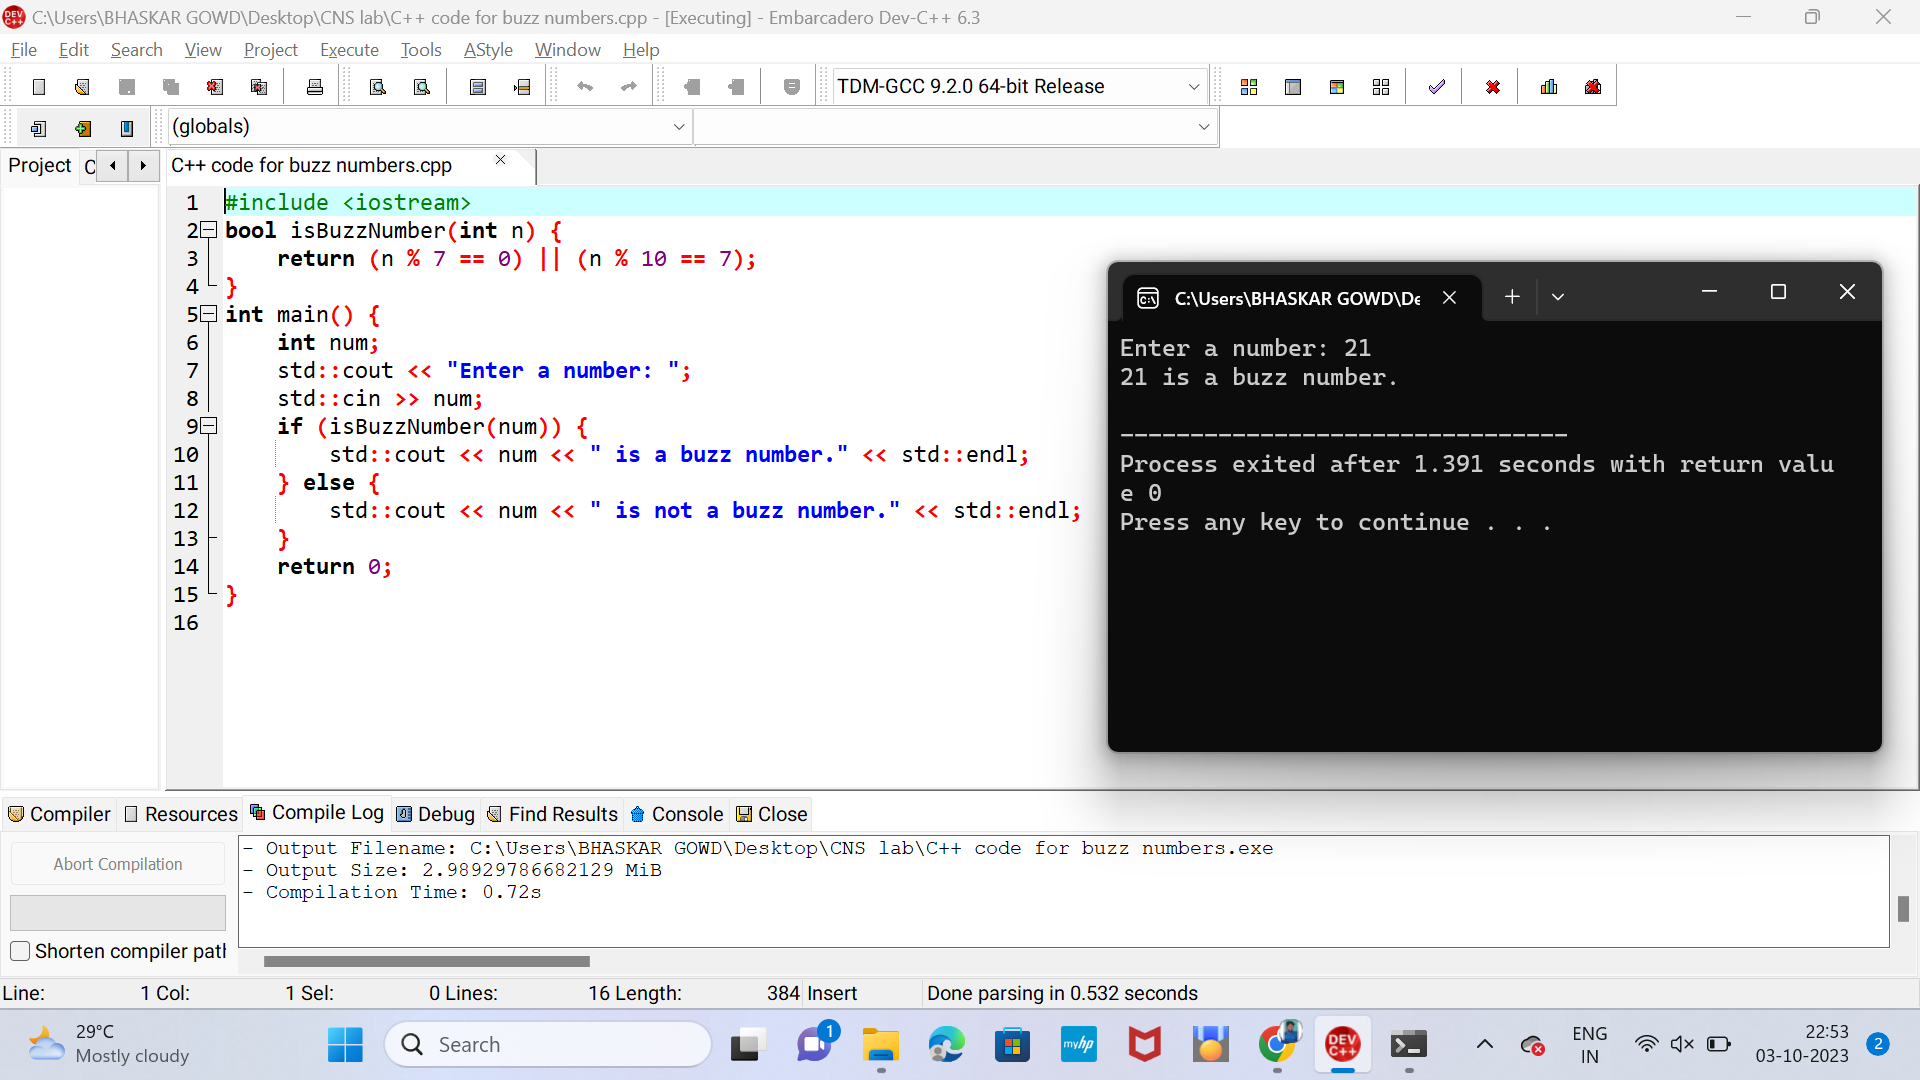 C:\Users\BHASKAR GOWD\Desktop\CNS lab\C++ code for buzz numbers.cpp - [Executing] - Embarcadero Dev-C++ 6.3
File Edit Search View Project Execute Tools AStyle Window Help
TDM-GCC 9.2.0 64-bit Release
(globals)
Project C
C++ code for buzz numbers.cpp
1 #include <iostream>
2 bool isBuzzNumber(int n) {
3     return (n % 7 == 0) || (n % 10 == 7);
4 }
5 int main() {
6     int num;
7     std::cout << "Enter a number: ";
8     std::cin >> num;
9     if (isBuzzNumber(num)) {
10         std::cout << num << " is a buzz number." << std::endl;
11     } else {
12         std::cout << num << " is not a buzz number." << std::endl;
13     }
14     return 0;
15 }
16
C:\Users\BHASKAR GOWD\De
Enter a number: 21
21 is a buzz number.
--------------------------------
Process exited after 1.391 seconds with return valu
e 0
Press any key to continue . . .
Compiler Resources Compile Log Debug Find Results Console Close
Abort Compilation
Shorten compiler path
- Output Filename: C:\Users\BHASKAR GOWD\Desktop\CNS lab\C++ code for buzz numbers.exe
- Output Size: 2.98929786682129 MiB
- Compilation Time: 0.72s
Line: 1 Col: 1 Sel: 0 Lines: 16 Length: 384 Insert Done parsing in 0.532 seconds
29°C
Mostly cloudy
Search
1
myhp
DEV
C++
ENG
IN
22:53
03-10-2023
2